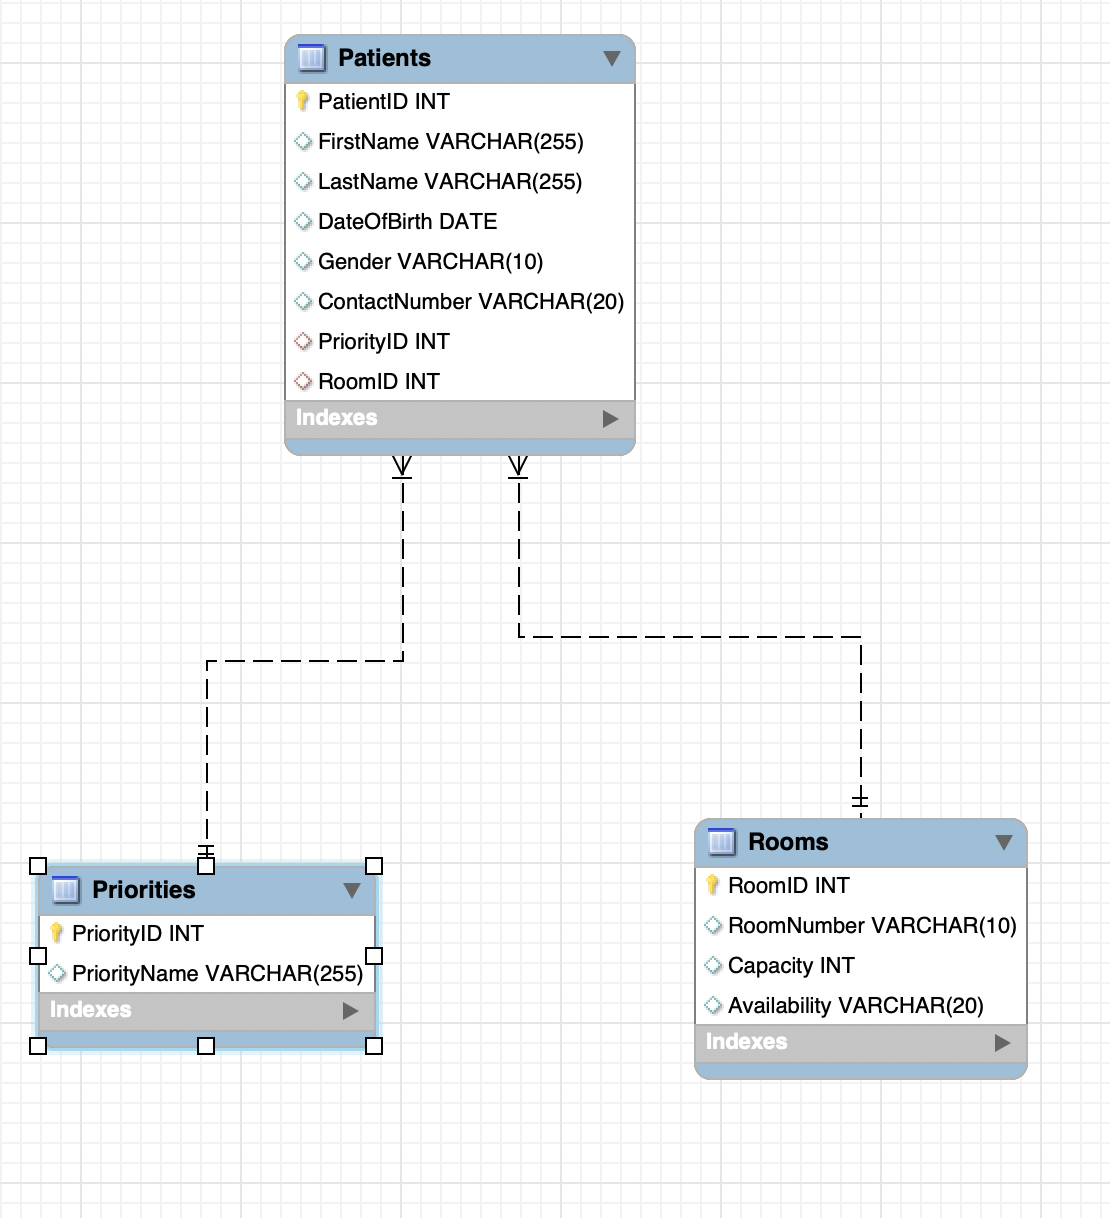 Patients
PatientID INT
FirstName VARCHAR(255)
LastName VARCHAR(255)
DateOfBirth DATE
Gender VARCHAR(10)
ContactNumber VARCHAR(20)
PriorityID INT
RoomID INT
Indexes
Priorities
PriorityID INT
PriorityName VARCHAR(255)
Indexes
Rooms
RoomID INT
RoomNumber VARCHAR(10)
Capacity INT
Availability VARCHAR(20)
Indexes